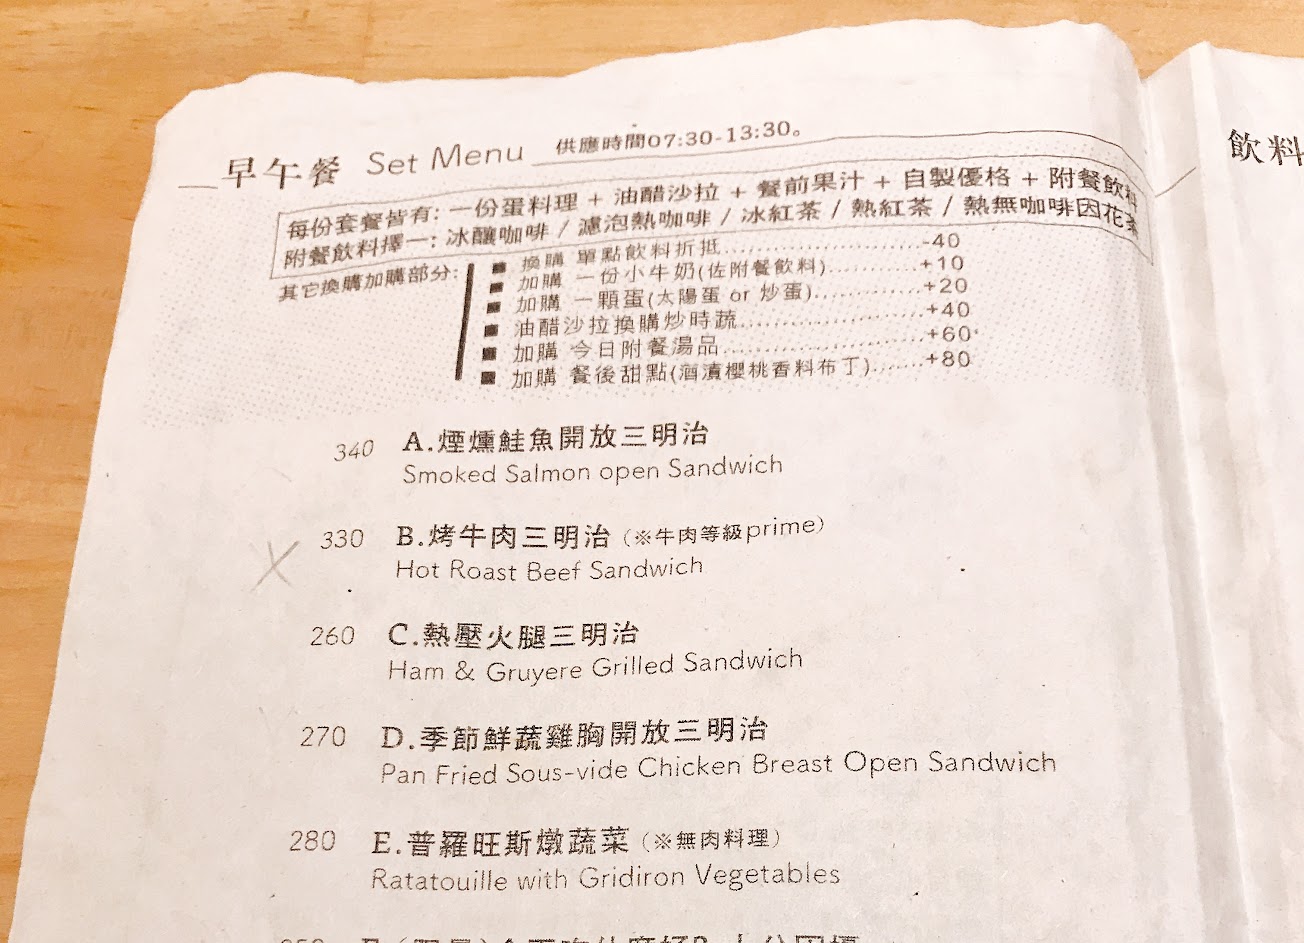 早午餐 Set Menu 供應時間07:30-13:30。
每份套餐皆有: 一份蛋料理 + 油醋沙拉 + 餐前果汁 + 自製優格 + 附餐飲料
附餐飲料擇一: 冰釀咖啡 / 濾泡熱咖啡 / 冰紅茶 / 熱紅茶 / 熱無咖啡因花茶
其它換購加購部分:
■ 換購 單點飲料折抵..................-40
■ 加購 一份小牛奶(佐附餐飲料)..........+10
■ 加購 一顆蛋(太陽蛋 or 炒蛋)...........+20
■ 油醋沙拉換購炒時蔬..................+40
■ 加購 今日附餐湯品..................+60
■ 加購 餐後甜點(酒漬櫻桃香料布丁).......+80
340 A.煙燻鮭魚開放三明治
Smoked Salmon open Sandwich
330 B.烤牛肉三明治(※牛肉等級prime)
Hot Roast Beef Sandwich
260 C.熱壓火腿三明治
Ham & Gruyere Grilled Sandwich
270 D.季節鮮蔬雞胸開放三明治
Pan Fried Sous-vide Chicken Breast Open Sandwich
280 E.普羅旺斯燉蔬菜(※無肉料理)
Ratatouille with Gridiron Vegetables
飲料